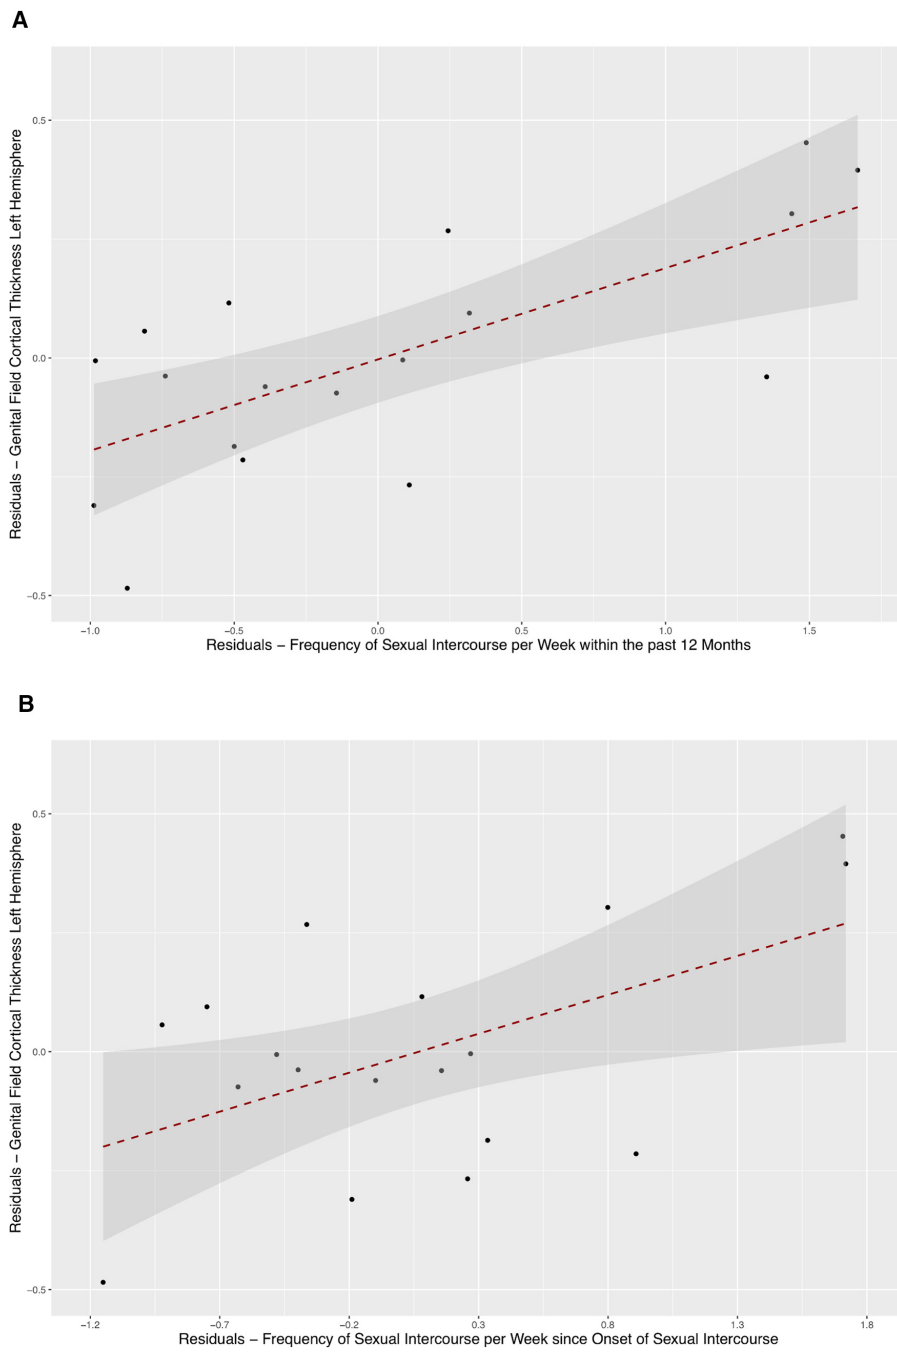 A
Residuals – Genital Field Cortical Thickness Left Hemisphere
0.5
0.0
−0.5
−1.0 −0.5 0.0 0.5 1.0 1.5
Residuals – Frequency of Sexual Intercourse per Week within the past 12 Months
B
Residuals – Genital Field Cortical Thickness Left Hemisphere
0.5
0.0
−0.5
−1.2 −0.7 −0.2 0.3 0.8 1.3 1.8
Residuals – Frequency of Sexual Intercourse per Week since Onset of Sexual Intercourse